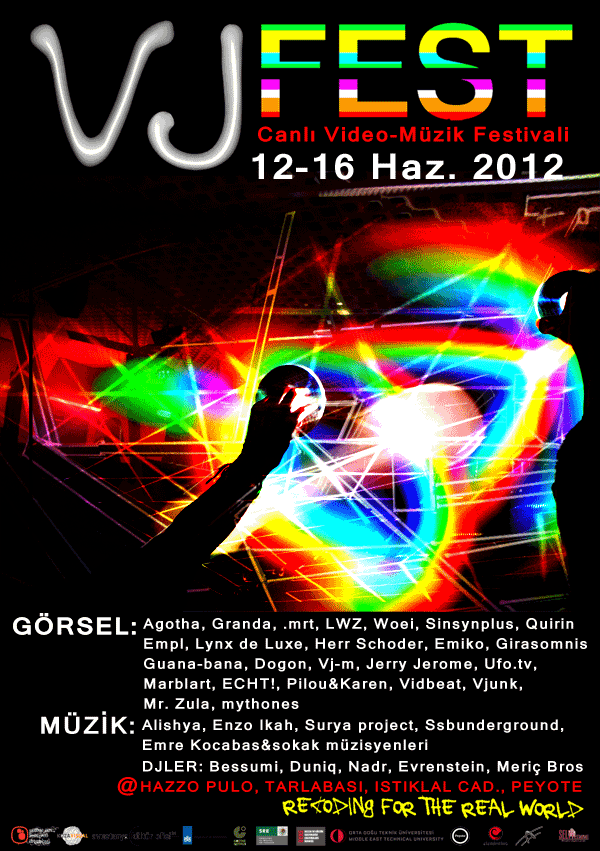 VJFEST
Canlı Video-Müzik Festivali
12-16 Haz. 2012
GÖRSEL: Agotha, Granda, .mrt, LWZ, Woei, Sinsynplus, Quirin
Empl, Lynx de Luxe, Herr Schoder, Emiko, Girasomnis
Guana-bana, Dogon, Vj-m, Jerry Jerome, Ufo.tv,
Marblart, ECHT!, Pilou&Karen, Vidbeat, Vjunk,
Mr. Zula, mythones
MÜZİK: Alishya, Enzo Ikah, Surya project, Ssbunderground,
Emre Kocabas&sokak müzisyenleri
DJLER: Bessumi, Duniq, Nadr, Evrenstein, Meriç Bros
@HAZZO PULO, TARLABASI, ISTIKLAL CAD., PEYOTE
RECODING FOR THE REAL WORLD
ORTA DOĞU TEKNİK ÜNİVERSİTESİ
MIDDLE EAST TECHNICAL UNIVERSITY